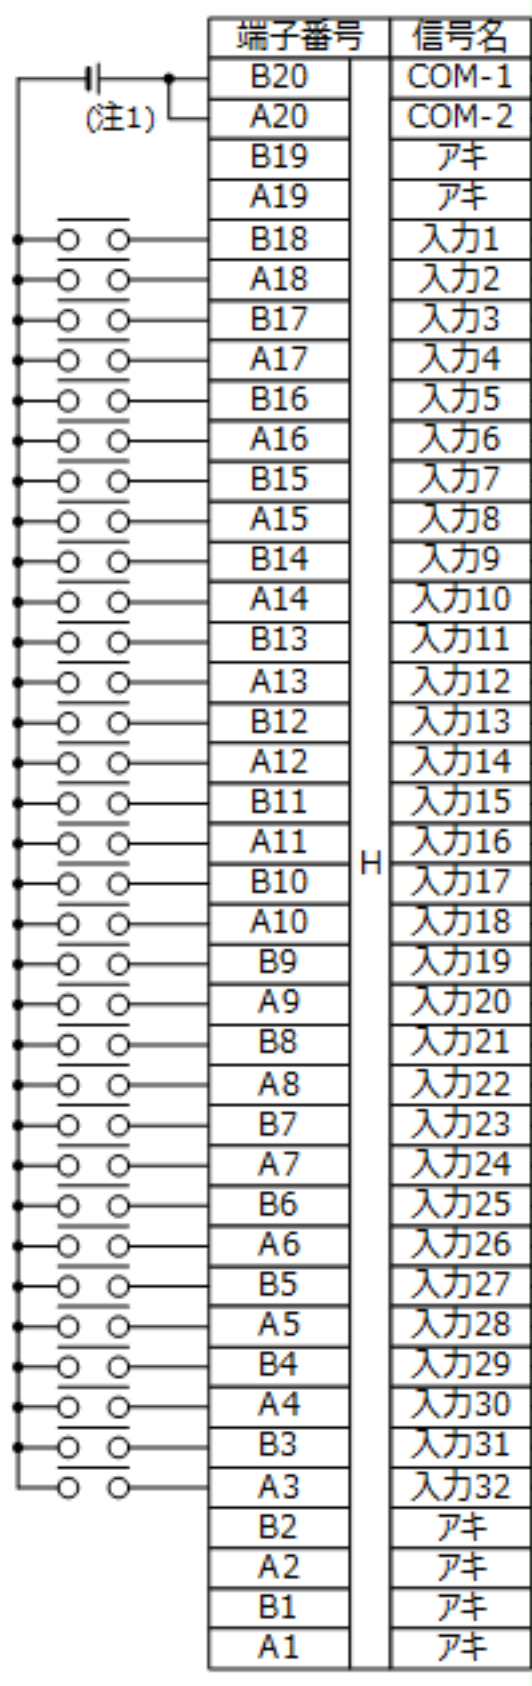 端子番号 信号名
B20 COM-1
(注1) A20 COM-2
B19 アキ
A19 アキ
B18 入力1
A18 入力2
B17 入力3
A17 入力4
B16 入力5
A16 入力6
B15 入力7
A15 入力8
B14 入力9
A14 入力10
B13 入力11
A13 入力12
B12 入力13
A12 入力14
B11 入力15
A11 入力16
H
B10 入力17
A10 入力18
B9 入力19
A9 入力20
B8 入力21
A8 入力22
B7 入力23
A7 入力24
B6 入力25
A6 入力26
B5 入力27
A5 入力28
B4 入力29
A4 入力30
B3 入力31
A3 入力32
B2 アキ
A2 アキ
B1 アキ
A1 アキ